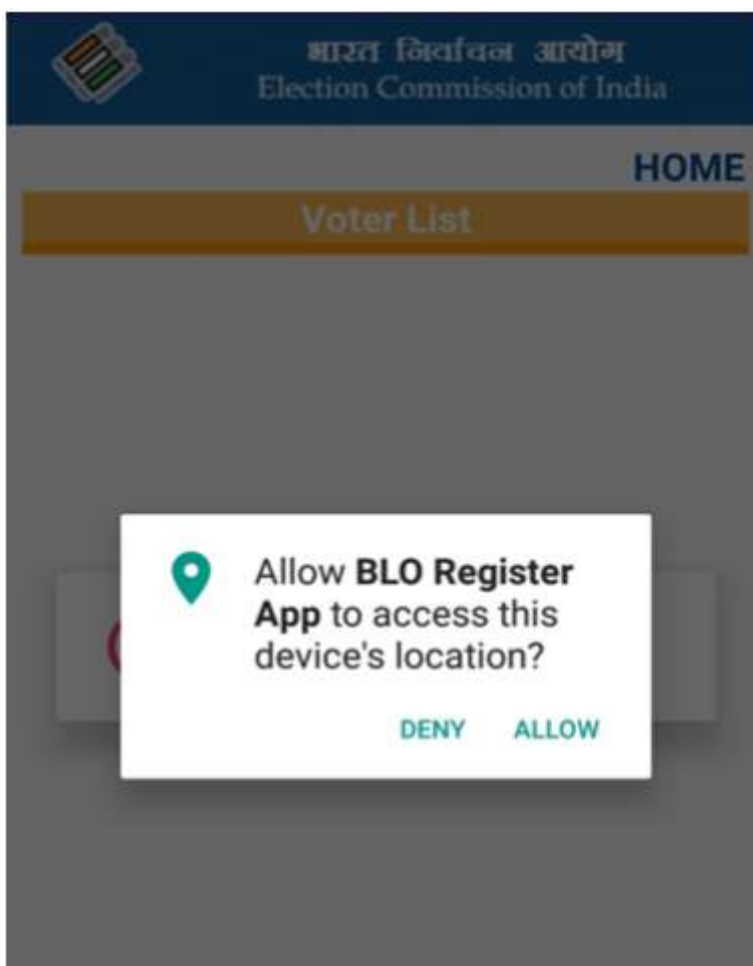 भारत निर्वाचन आयोग
Election Commission of India
HOME
Voter List
Allow BLO Register
App to access this
device's location?
DENY ALLOW